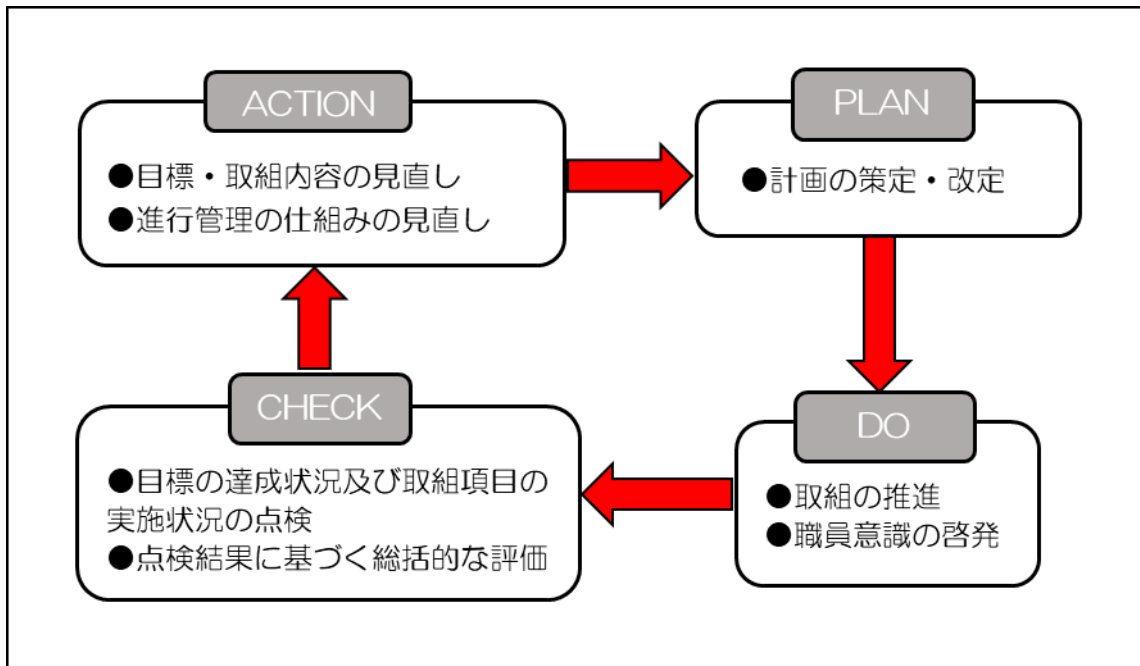 ACTION
●目標・取組内容の見直し
●進行管理の仕組みの見直し
PLAN
●計画の策定・改定
CHECK
●目標の達成状況及び取組項目の
実施状況の点検
●点検結果に基づく総括的な評価
DO
●取組の推進
●職員意識の啓発